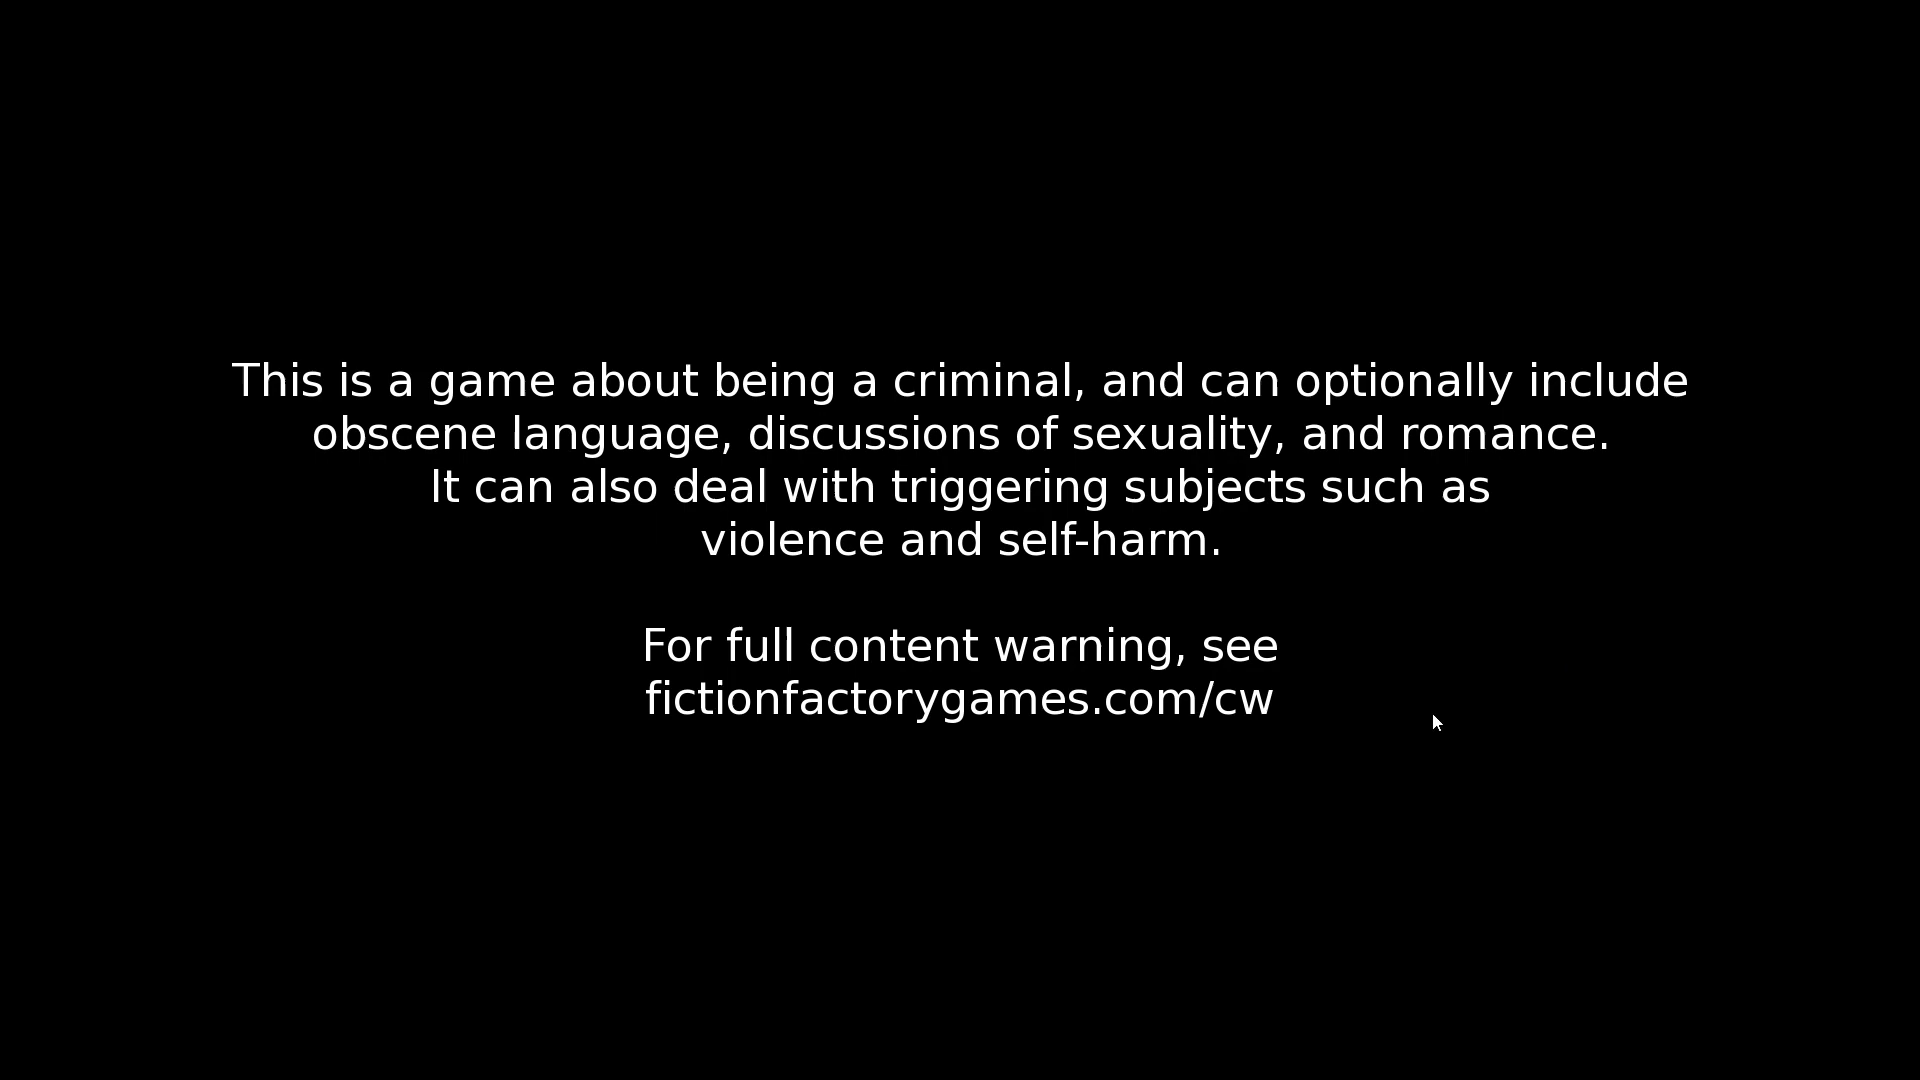 This is a game about being a criminal, and can optionally include
obscene language, discussions of sexuality, and romance.
It can also deal with triggering subjects such as
violence and self-harm.
For full content warning, see
fictionfactorygames.com/cw